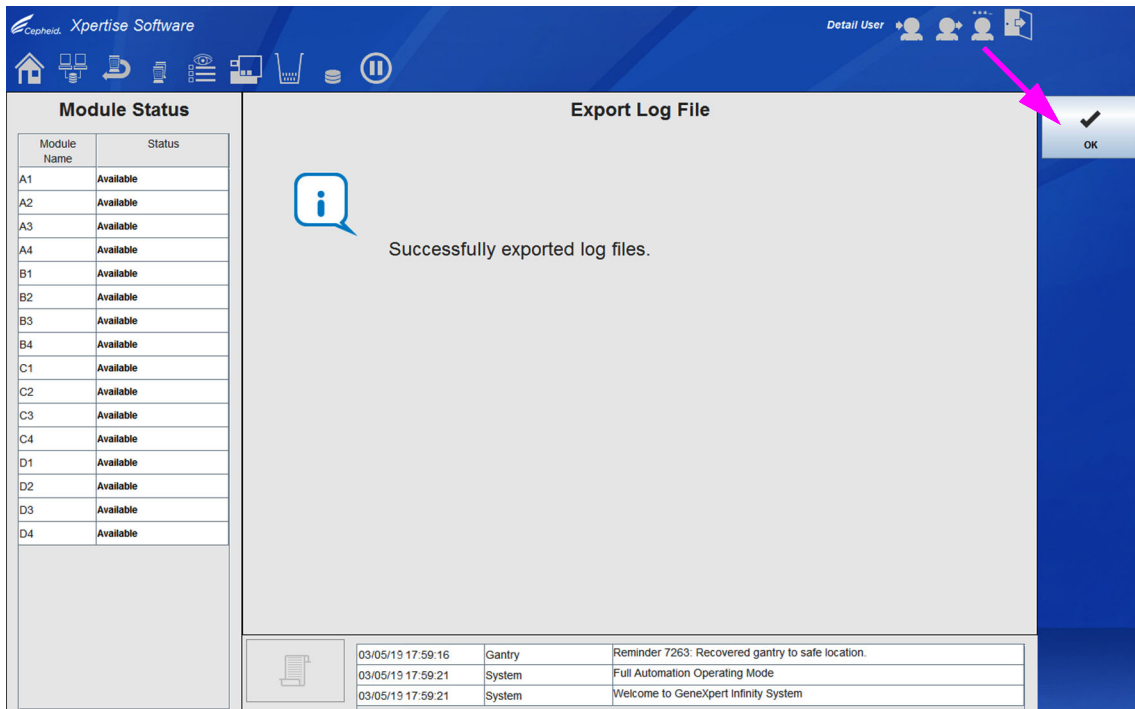 Cepheid. Xpertise Software
Detail User
Module Status
Module Name
Status
A1 Available
A2 Available
A3 Available
A4 Available
B1 Available
B2 Available
B3 Available
B4 Available
C1 Available
C2 Available
C3 Available
C4 Available
D1 Available
D2 Available
D3 Available
D4 Available
Export Log File
Successfully exported log files.
OK
03/05/19 17:59:16 Gantry Reminder 7263: Recovered gantry to safe location.
03/05/19 17:59:21 System Full Automation Operating Mode
03/05/19 17:59:21 System Welcome to GeneXpert Infinity System